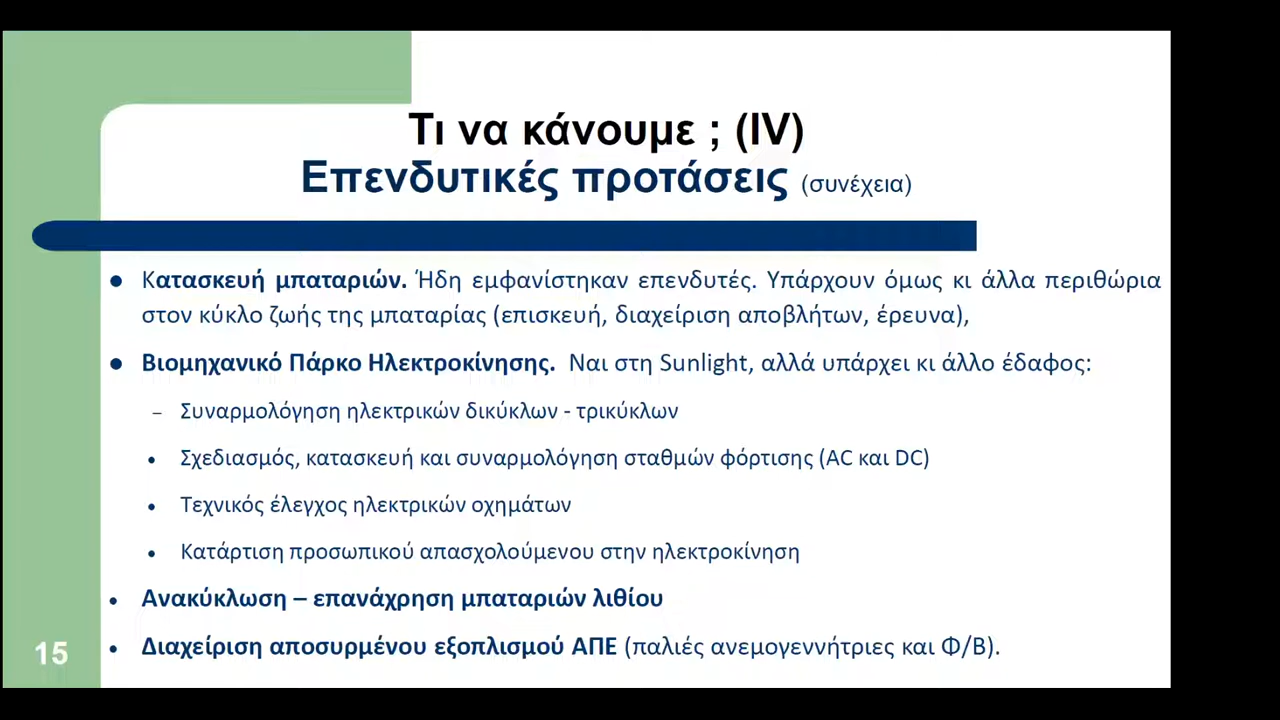 Τι να κάνουμε ; (IV)
Επενδυτικές προτάσεις (συνέχεια)
● Κατασκευή μπαταριών. Ήδη εμφανίστηκαν επενδυτές. Υπάρχουν όμως κι άλλα περιθώρια
στον κύκλο ζωής της μπαταρίας (επισκευή, διαχείριση αποβλήτων, έρευνα),
● Βιομηχανικό Πάρκο Ηλεκτροκίνησης. Ναι στη Sunlight, αλλά υπάρχει κι άλλο έδαφος:
– Συναρμολόγηση ηλεκτρικών δικύκλων - τρικύκλων
• Σχεδιασμός, κατασκευή και συναρμολόγηση σταθμών φόρτισης (AC και DC)
• Τεχνικός έλεγχος ηλεκτρικών οχημάτων
• Κατάρτιση προσωπικού απασχολούμενου στην ηλεκτροκίνηση
• Ανακύκλωση – επανάχρηση μπαταριών λιθίου
• Διαχείριση αποσυρμένου εξοπλισμού ΑΠΕ (παλιές ανεμογεννήτριες και Φ/Β).
15